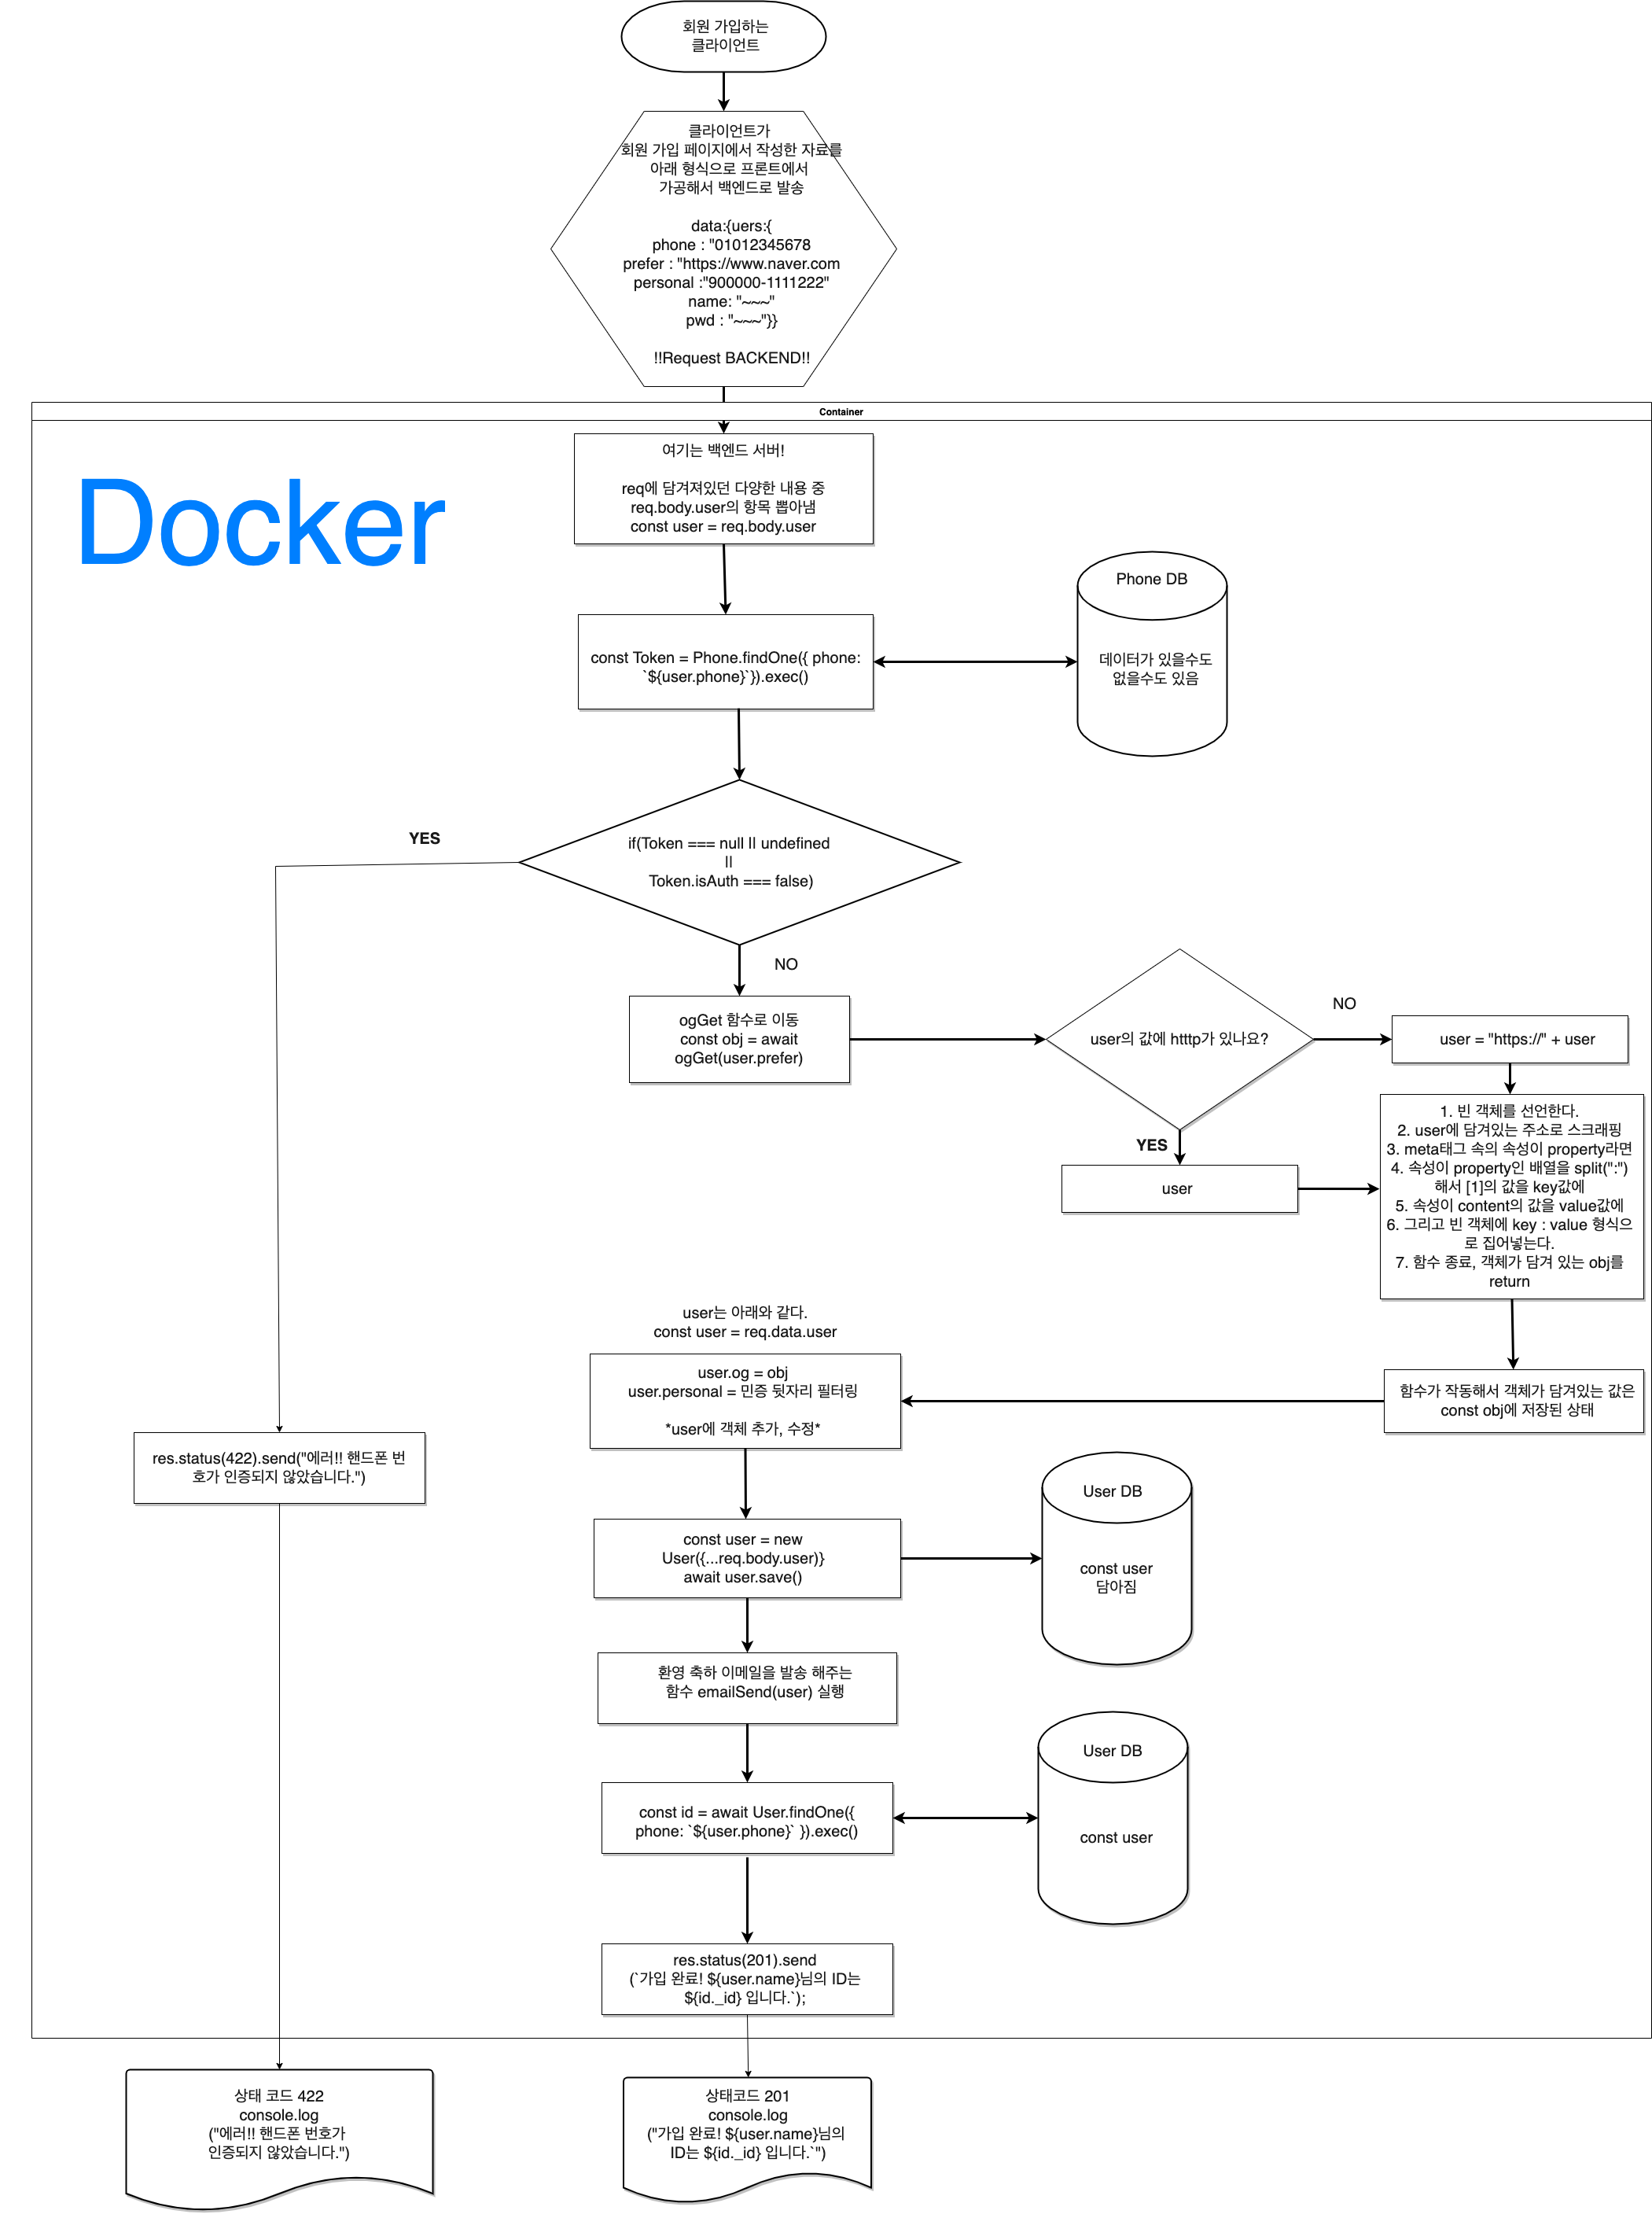 회원 가입하는
클라이언트
클라이언트가
회원 가입 페이지에서 작성한 자료를
아래 형식으로 프론트에서
가공해서 백엔드로 발송
data:{uers:{
phone : "01012345678
prefer : "https://www.naver.com
personal :"900000-1111222"
name: "~~~"
pwd : "~~~"}}
!!Request BACKEND!!
Container
Docker
여기는 백엔드 서버!
req에 담겨져있던 다양한 내용 중
req.body.user의 항목 뽑아냄
const user = req.body.user
Phone DB
데이터가 있을수도
없을수도 있음
const Token = Phone.findOne({ phone:
`${user.phone}`}).exec()
YES
if(Token === null || undefined
||
Token.isAuth === false)
NO
ogGet 함수로 이동
const obj = await
ogGet(user.prefer)
user의 값에 htttp가 있나요?
NO
user = "https://" + user
YES
user
1. 빈 객체를 선언한다.
2. user에 담겨있는 주소로 스크래핑
3. meta태그 속의 속성이 property라면
4. 속성이 property인 배열을 split(":")
해서 [1]의 값을 key값에
5. 속성이 content의 값을 value값에
6. 그리고 빈 객체에 key : value 형식으
로 집어넣는다.
7. 함수 종료, 객체가 담겨 있는 obj를
return
user는 아래와 같다.
const user = req.data.user
user.og = obj
user.personal = 민증 뒷자리 필터링
*user에 객체 추가, 수정*
함수가 작동해서 객체가 담겨있는 값은
const obj에 저장된 상태
res.status(422).send("에러!! 핸드폰 번
호가 인증되지 않았습니다.")
User DB
const user
담아짐
const user = new
User({...req.body.user)}
await user.save()
환영 축하 이메일을 발송 해주는
함수 emailSend(user) 실행
User DB
const user
const id = await User.findOne({
phone: `${user.phone}` }).exec()
res.status(201).send
(`가입 완료! ${user.name}님의 ID는
${id._id} 입니다.`);
상태 코드 422
console.log
("에러!! 핸드폰 번호가
인증되지 않았습니다.")
상태코드 201
console.log
("가입 완료! ${user.name}님의
ID는 ${id._id} 입니다.`")